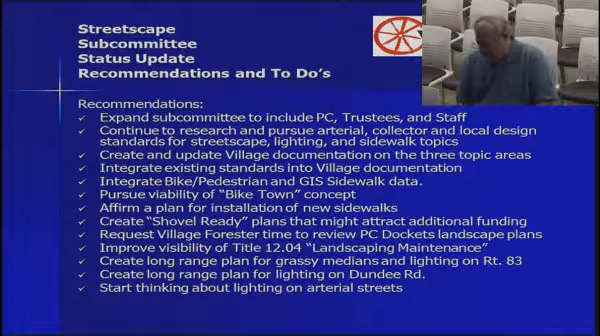 Streetscape
Subcommittee
Status Update
Recommendations and To Do's
Recommendations:
Expand subcommittee to include PC, Trustees, and Staff
Continue to research and pursue arterial, collector and local design
standards for streetscape, lighting, and sidewalk topics
Create and update Village documentation on the three topic areas
Integrate existing standards into Village documentation
Integrate Bike/Pedestrian and GIS Sidewalk data.
Pursue viability of "Bike Town" concept
Affirm a plan for installation of new sidewalks
Create "Shovel Ready" plans that might attract additional funding
Request Village Forester time to review PC Dockets landscape plans
Improve visibility of Title 12.04 "Landscaping Maintenance"
Create long range plan for grassy medians and lighting on Rt. 83
Create long range plan for lighting on Dundee Rd.
Start thinking about lighting on arterial streets